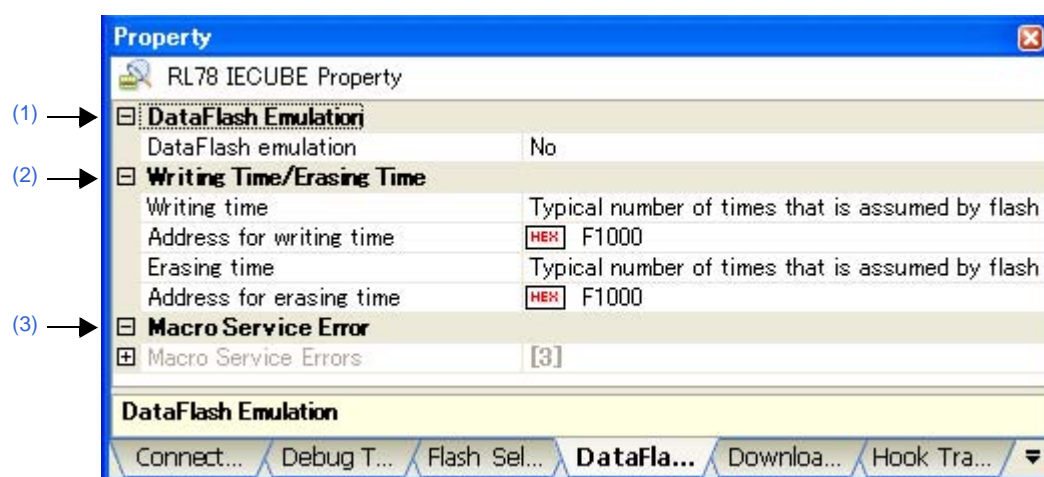 Property
RL78 IECUBE Property
(1) DataFlash Emulation
DataFlash emulation No
(2) Writing Time/Erasing Time
Writing time Typical number of times that is assumed by flash
Address for writing time HEX F1000
Erasing time Typical number of times that is assumed by flash
Address for erasing time HEX F1000
(3) Macro Service Error
Macro Service Errors [3]
DataFlash Emulation
Connect... Debug T... Flash Sel... DataFla... Downloa... Hook Tra...